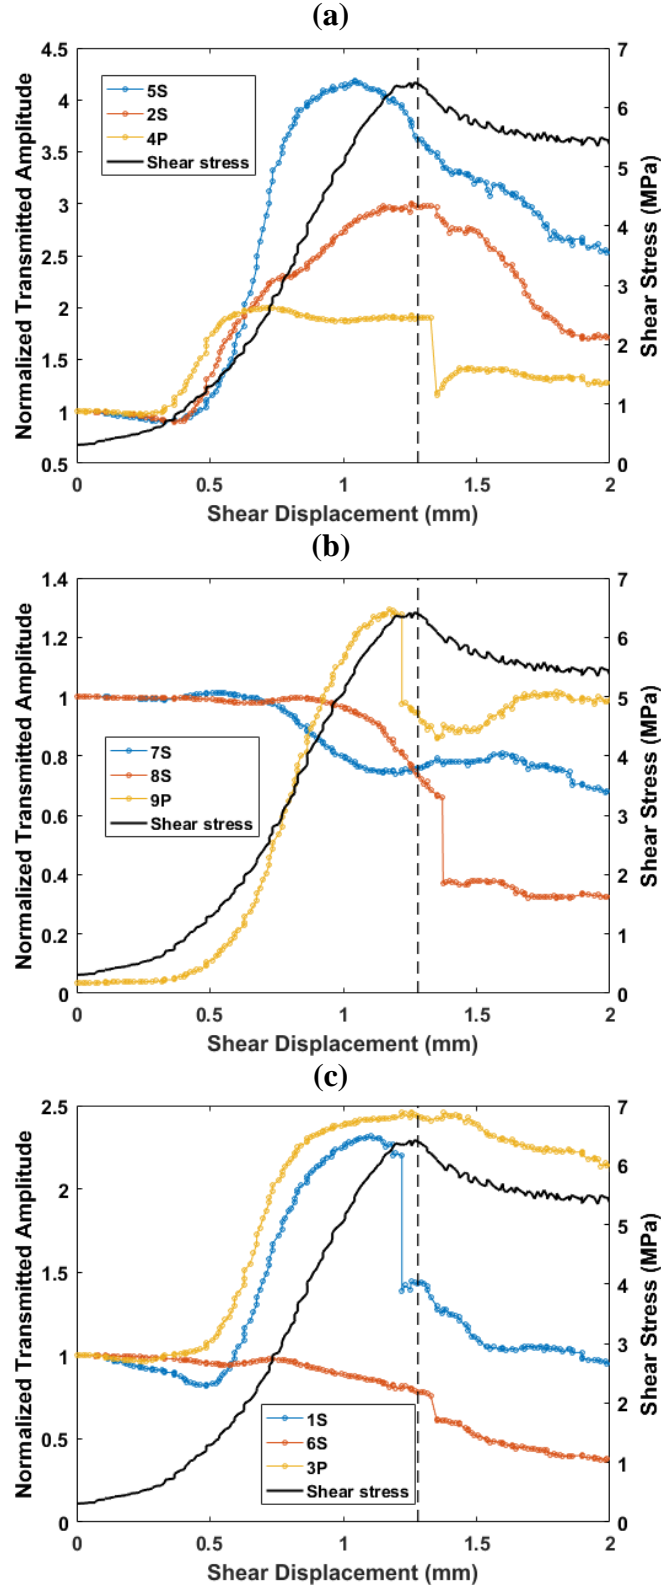 (a)
4.5
4
3.5
3
2.5
2
1.5
1
0.5
Normalized Transmitted Amplitude
5S
2S
4P
Shear stress
7
6
5
4
3
2
1
0
Shear Stress (MPa)
0
0.5
1
1.5
2
Shear Displacement (mm)
(b)
1.4
1.2
1
0.8
0.6
0.4
0.2
0
Normalized Transmitted Amplitude
7S
8S
9P
Shear stress
7
6
5
4
3
2
1
0
Shear Stress (MPa)
0
0.5
1
1.5
2
Shear Displacement (mm)
(c)
2.5
2
1.5
1
0.5
0
Normalized Transmitted Amplitude
1S
6S
3P
Shear stress
7
6
5
4
3
2
1
0
Shear Stress (MPa)
0
0.5
1
1.5
2
Shear Displacement (mm)